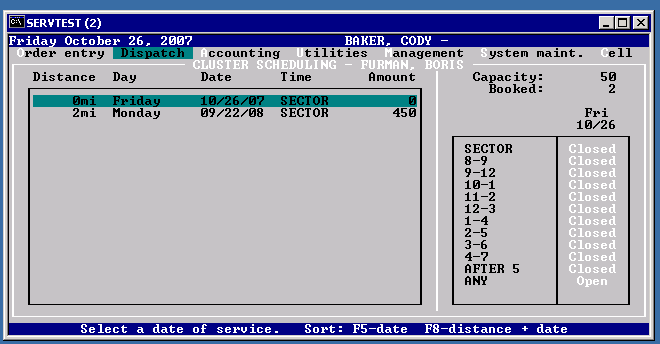 SERVTEST (2)
Friday October 26, 2007 BAKER, CODY -
Order entry Dispatch Accounting Utilities Management System maint. Cell
CLUSTER SCHEDULING - FURMAN, BORIS
Distance Day Date Time Amount
0mi Friday 10/26/07 SECTOR 0
2mi Monday 09/22/08 SECTOR 450
Capacity: 50
Booked: 2
Fri
10/26
SECTOR Closed
8-9 Closed
9-12 Closed
10-1 Closed
11-2 Closed
12-3 Closed
1-4 Closed
2-5 Closed
3-6 Closed
4-7 Closed
AFTER 5 Closed
ANY Open
Select a date of service. Sort: F5-date F8-distance + date